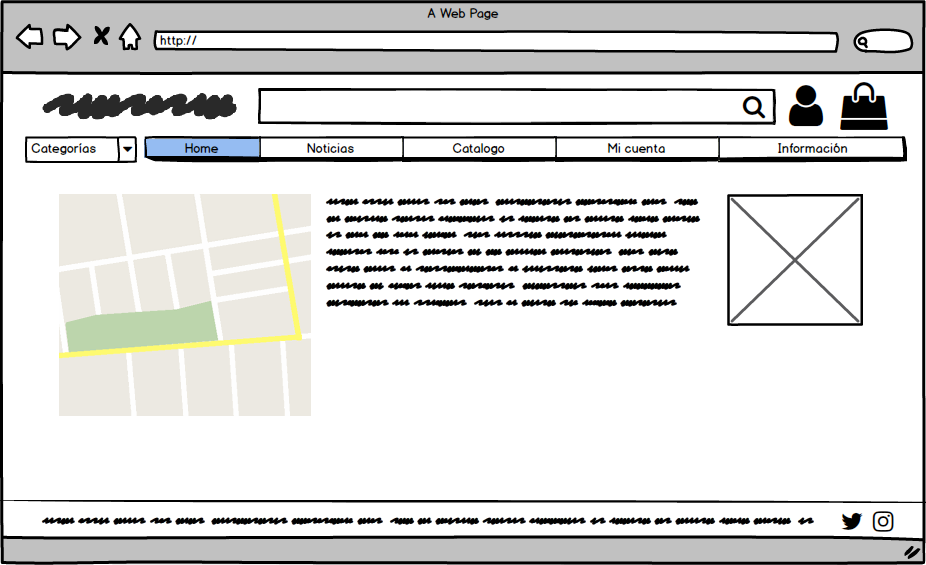 A Web Page
http://
Categorías
Home Noticias Catalogo Mi cuenta Información